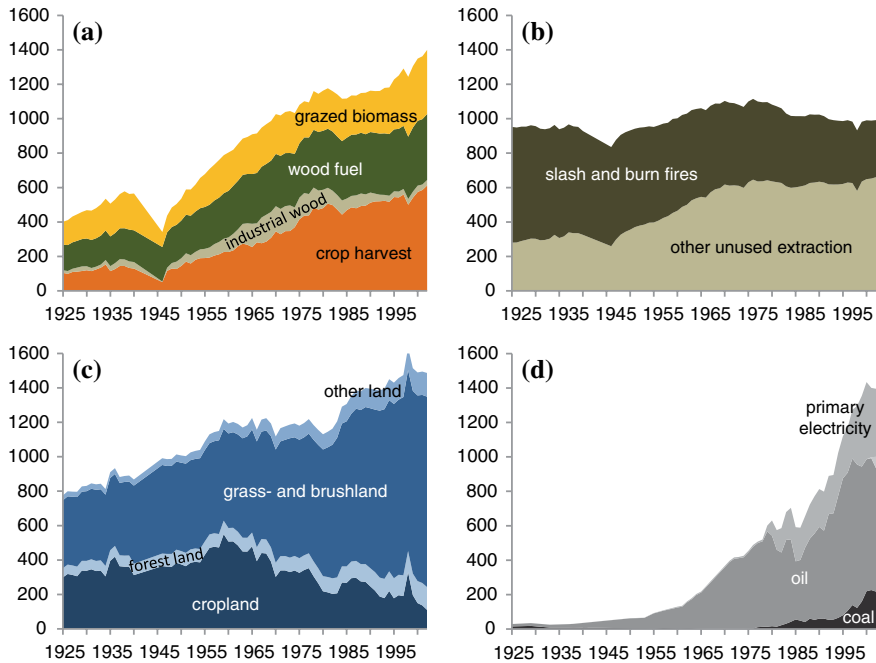 (a)
1600
1400
1200
1000
800
600
400
200
0
grazed biomass
wood fuel
industrial wood
crop harvest
1925 1935 1945 1955 1965 1975 1985 1995
(b)
1600
1400
1200
1000
800
600
400
200
0
slash and burn fires
other unused extraction
1925 1935 1945 1955 1965 1975 1985 1995
(c)
1600
1400
1200
1000
800
600
400
200
0
other land
grass- and brushland
forest land
cropland
1925 1935 1945 1955 1965 1975 1985 1995
(d)
1600
1400
1200
1000
800
600
400
200
0
primary
electricity
oil
coal
1925 1935 1945 1955 1965 1975 1985 1995